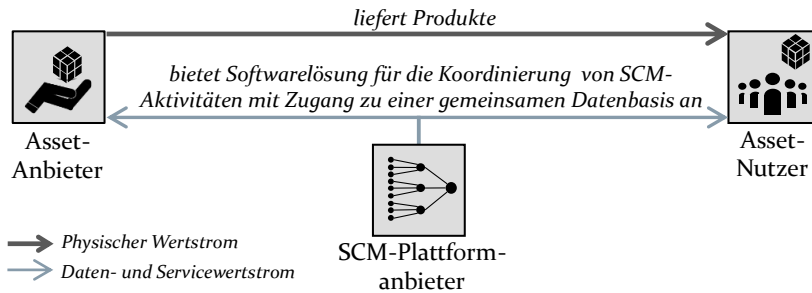 liefert Produkte
bietet Softwarelösung für die Koordinierung von SCM-
Aktivitäten mit Zugang zu einer gemeinsamen Datenbasis an
Asset-
Anbieter
Asset-
Nutzer
SCM-Plattform-
anbieter
Physischer Wertstrom
Daten- und Servicewertstrom